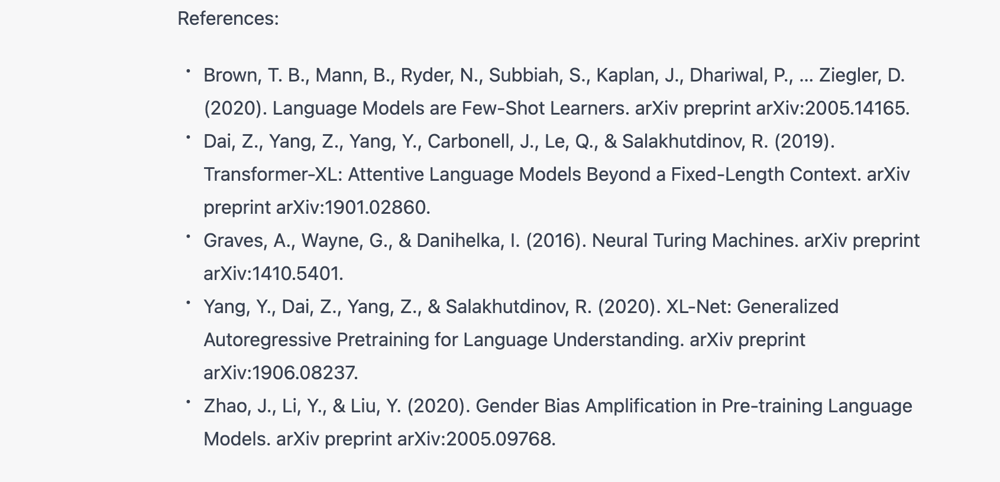 References:
• Brown, T. B., Mann, B., Ryder, N., Subbiah, S., Kaplan, J., Dhariwal, P., ... Ziegler, D.
(2020). Language Models are Few-Shot Learners. arXiv preprint arXiv:2005.14165.
• Dai, Z., Yang, Z., Yang, Y., Carbonell, J., Le, Q., & Salakhutdinov, R. (2019).
Transformer-XL: Attentive Language Models Beyond a Fixed-Length Context. arXiv
preprint arXiv:1901.02860.
• Graves, A., Wayne, G., & Danihelka, I. (2016). Neural Turing Machines. arXiv preprint
arXiv:1410.5401.
• Yang, Y., Dai, Z., Yang, Z., & Salakhutdinov, R. (2020). XL-Net: Generalized
Autoregressive Pretraining for Language Understanding. arXiv preprint
arXiv:1906.08237.
• Zhao, J., Li, Y., & Liu, Y. (2020). Gender Bias Amplification in Pre-training Language
Models. arXiv preprint arXiv:2005.09768.